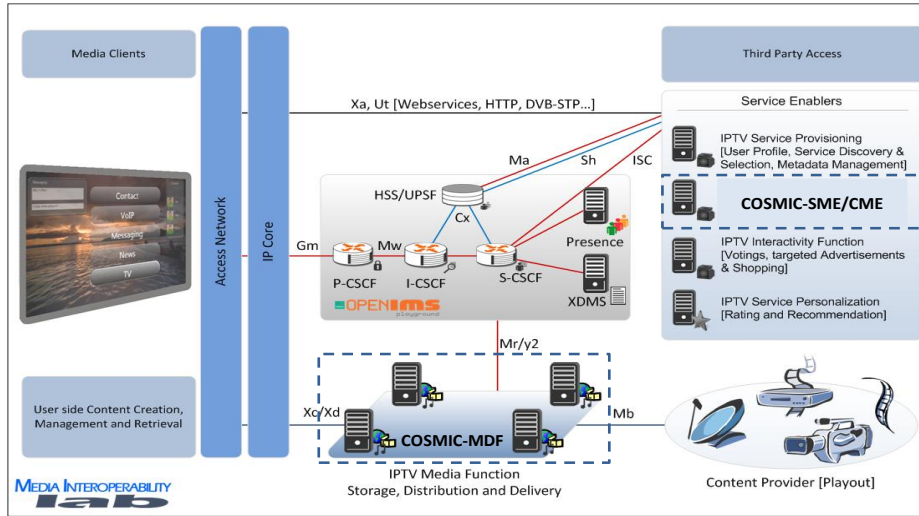 Media Clients
Third Party Access
Xa, Ut [Webservices, HTTP, DVB-STP...]
Service Enablers
IPTV Service Provisioning
[User Profile, Service Discovery &
Selection, Metadata Management]
COSMIC-SME/CME
IPTV Interactivity Function
[Votings, targeted Advertisements
& Shopping]
IPTV Service Personalization
[Rating and Recommendation]
Ma
Sh
ISC
HSS/UPSF
Cx
Presence
Gm
Mw
P-CSCF
I-CSCF
S-CSCF
XDMS
OPENIMS
playground
Contact
VoIP
Messaging
News
TV
Access Network
IP Core
Mr/y2
User side Content Creation,
Management and Retrieval
Xc/Xd
COSMIC-MDF
Mb
IPTV Media Function
Storage, Distribution and Delivery
Content Provider [Playout]
MEDIA INTEROPERABILITY
lab